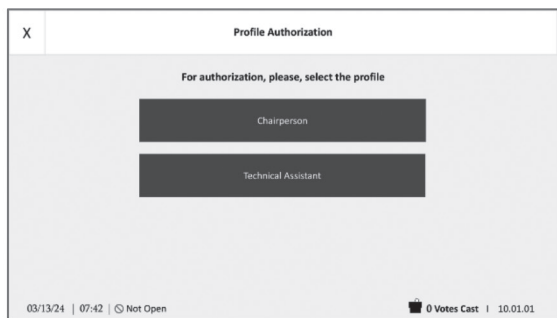 X
Profile Authorization
For authorization, please, select the profile
Chairperson
Technical Assistant
03/13/24 | 07:42 | Not Open
0 Votes Cast | 10.01.01